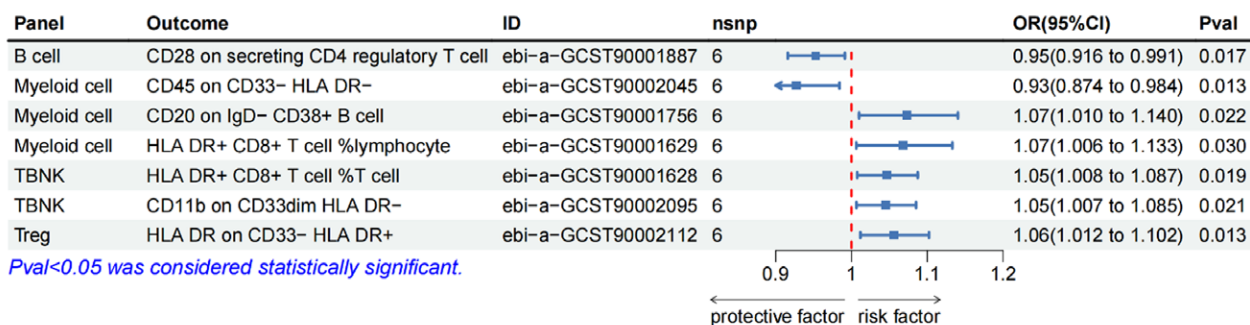 Panel Outcome ID nsnp OR(95%CI) Pval
B cell CD28 on secreting CD4 regulatory T cell ebi-a-GCST90001887 6 0.95(0.916 to 0.991) 0.017
Myeloid cell CD45 on CD33− HLA DR− ebi-a-GCST90002045 6 0.93(0.874 to 0.984) 0.013
Myeloid cell CD20 on IgD− CD38+ B cell ebi-a-GCST90001756 6 1.07(1.010 to 1.140) 0.022
Myeloid cell HLA DR+ CD8+ T cell %lymphocyte ebi-a-GCST90001629 6 1.07(1.006 to 1.133) 0.030
TBNK HLA DR+ CD8+ T cell %T cell ebi-a-GCST90001628 6 1.05(1.008 to 1.087) 0.019
TBNK CD11b on CD33dim HLA DR− ebi-a-GCST90002095 6 1.05(1.007 to 1.085) 0.021
Treg HLA DR on CD33− HLA DR+ ebi-a-GCST90002112 6 1.06(1.012 to 1.102) 0.013
Pval<0.05 was considered statistically significant.
0.9 1 1.1 1.2
protective factor risk factor